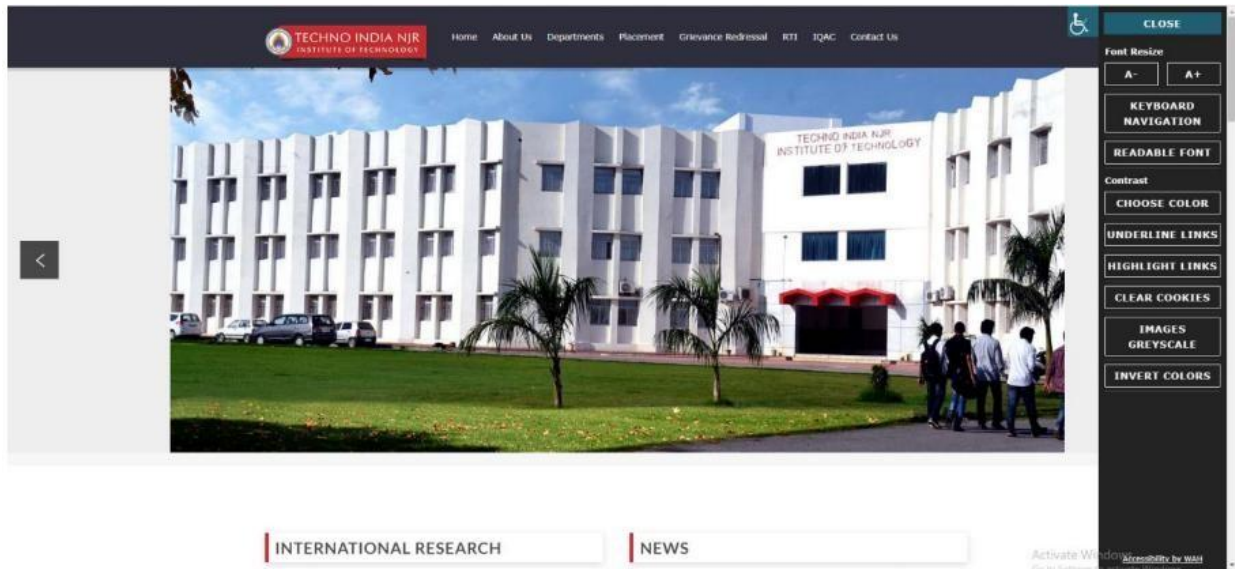 TECHNO INDIA NJR
INSTITUTE OF TECHNOLOGY
Home About Us Departments Placement Grievance Redressal RTI IQAC Contact Us
TECHNO INDIA NJR
INSTITUTE OF TECHNOLOGY
CLOSE
Font Resize
A- A+
KEYBOARD
NAVIGATION
READABLE FONT
Contrast
CHOOSE COLOR
UNDERLINE LINKS
HIGHLIGHT LINKS
CLEAR COOKIES
IMAGES
GREYSCALE
INVERT COLORS
INTERNATIONAL RESEARCH
NEWS
Activate Windows
Accessibility by WAH